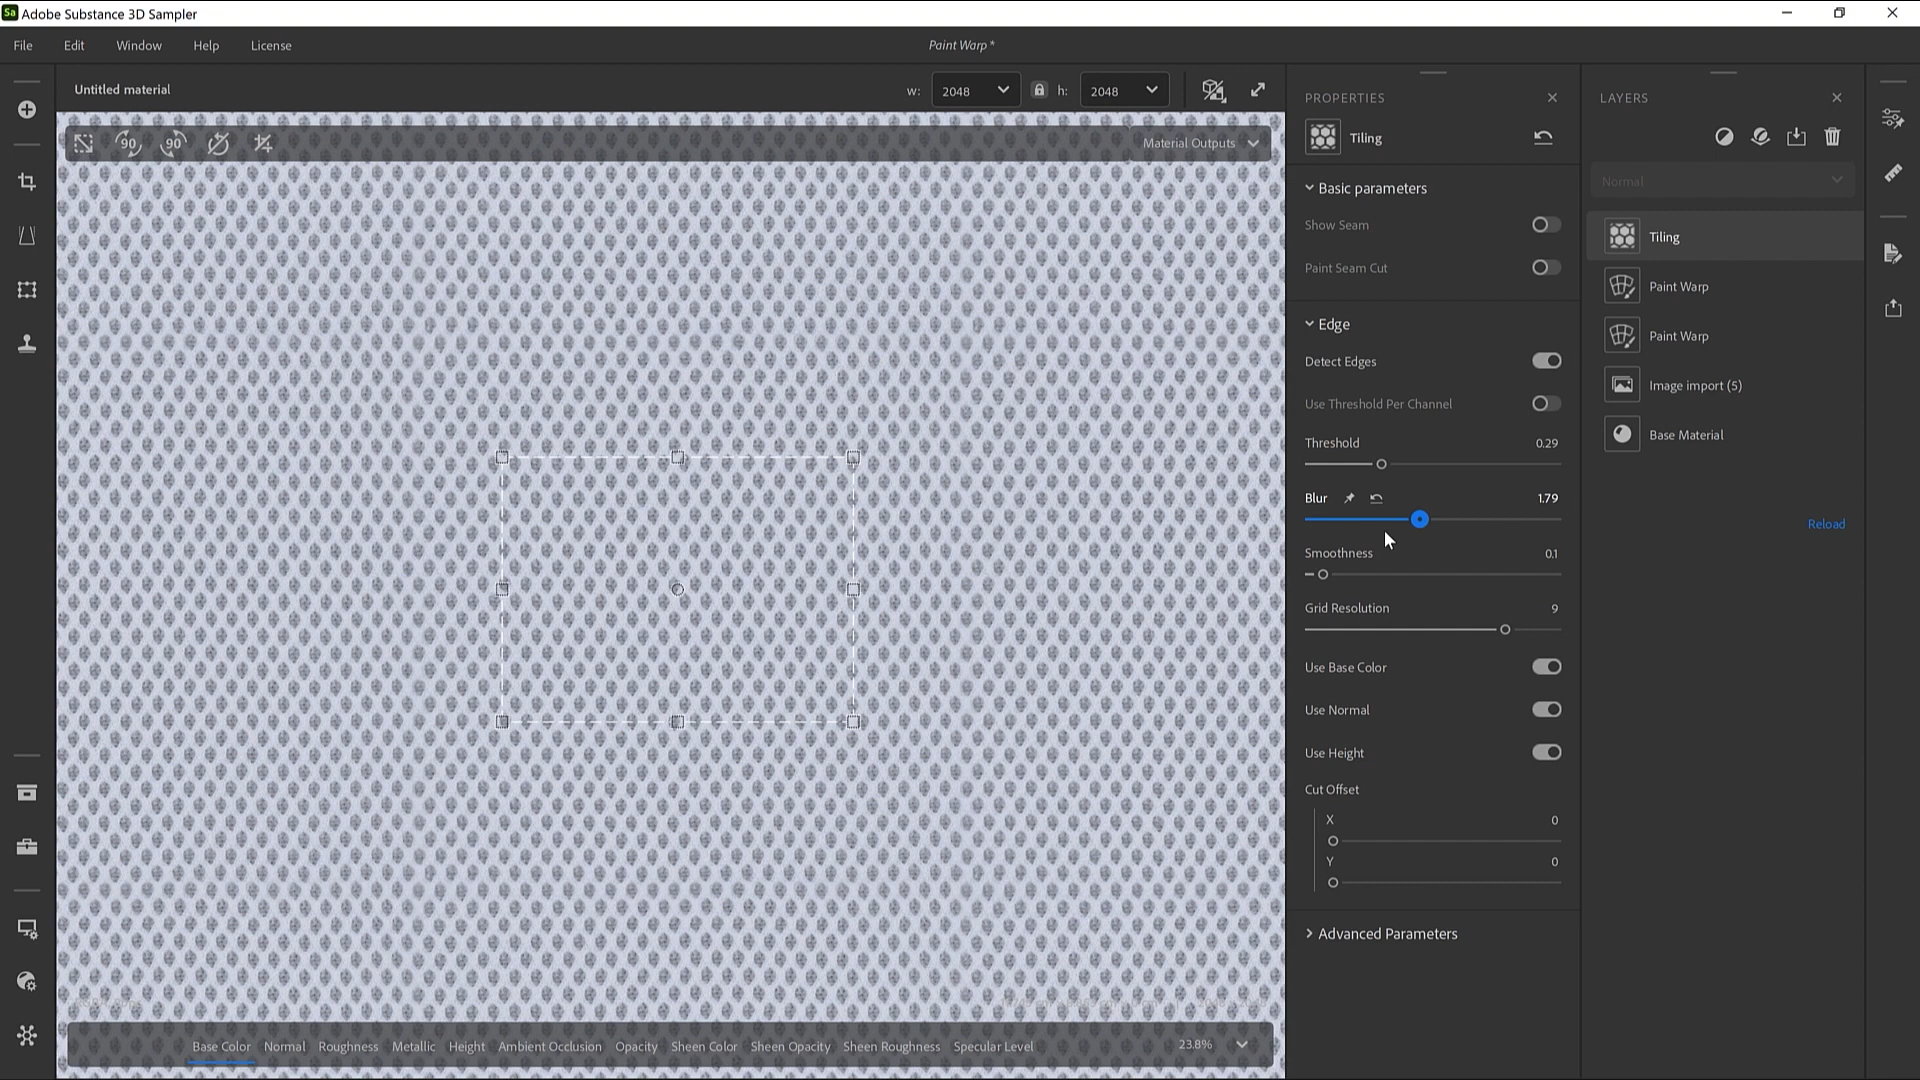 Sa Adobe Substance 3D Sampler
File Edit Window Help License Paint Warp *
Untitled material w: 2048 h: 2048
90 90 Material Outputs
PROPERTIES
Tiling
Basic parameters
Show Seam
Paint Seam Cut
Edge
Detect Edges
Use Threshold Per Channel
Threshold 0.29
Blur 1.79
Smoothness 0.1
Grid Resolution 9
Use Base Color
Use Normal
Use Height
Cut Offset
X 0
Y 0
Advanced Parameters
LAYERS
Normal
Tiling
Paint Warp
Paint Warp
Image import (5)
Base Material
Reload
Base Color Normal Roughness Metallic Height Ambient Occlusion Opacity Sheen Color Sheen Opacity Sheen Roughness Specular Level 23.8%